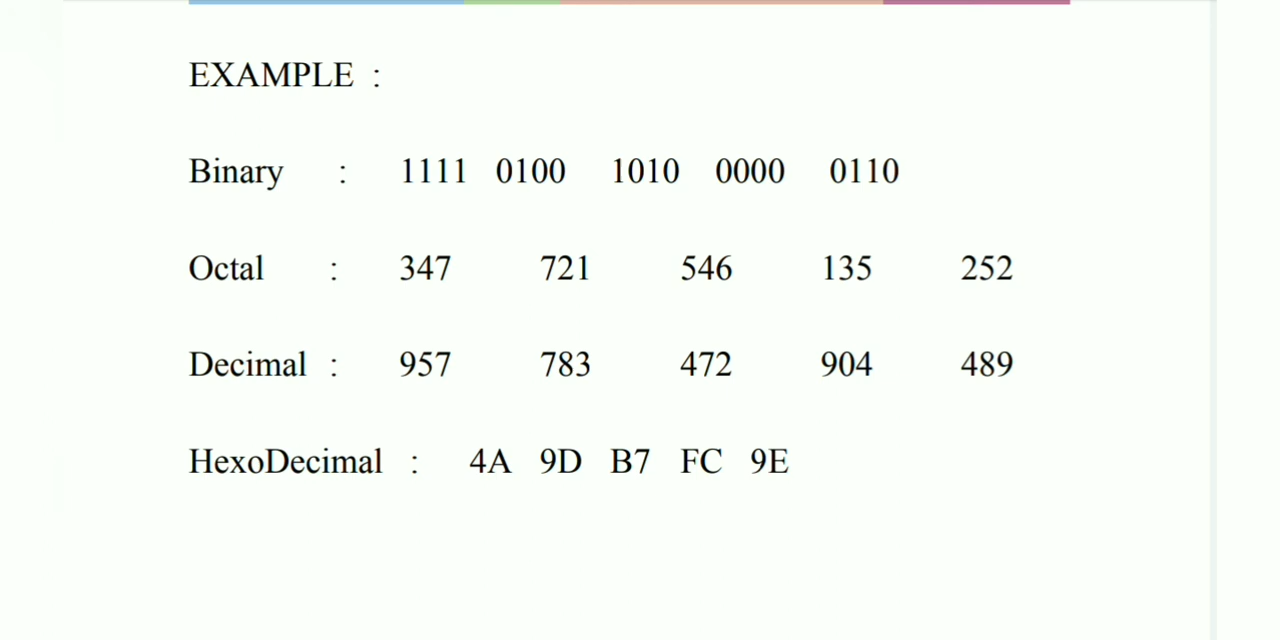 EXAMPLE :
Binary : 1111 0100 1010 0000 0110
Octal : 347 721 546 135 252
Decimal : 957 783 472 904 489
HexoDecimal : 4A 9D B7 FC 9E